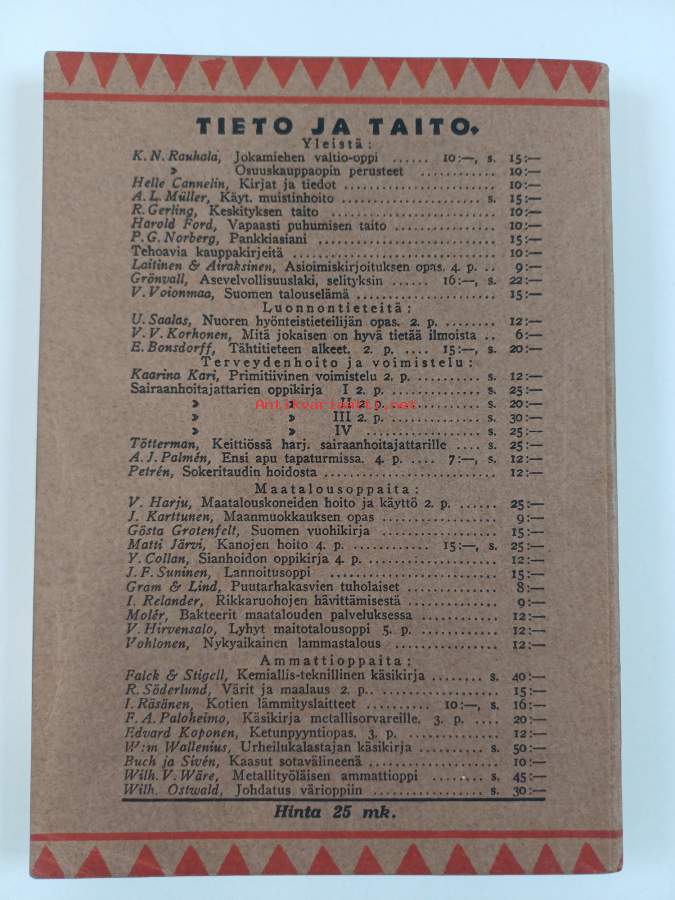 TIETO JA TAITO.
Yleistä:
K. N. Rauhala, Jokamiehen valtio-oppi ...... 10:—, s. 15:—
» Osuuskauppaopin perusteet ............ 10:—
Helle Cannelin, Kirjat ja tiedot ........................ 10:—
A. L. Müller, Käyt. muistinhoito ...................... s. 15:—
R. Gerling, Keskityksen taito ........................... 10:—
Harold Ford, Vapaasti puhumisen taito ................. 10:—
P. G. Norberg, Pankkiasiani ............................ 15:—
Tehoavia kauppakirjeitä ................................ 10:—
Laitinen & Airaksinen, Asioimiskirjoituksen opas. 4. p. .. 9:—
Grönvall, Asevelvollisuuslaki, selityksin ..... 16:—, s. 22:—
V. Voionmaa, Suomen talouselämä ...................... 15:—
Luonnontieteitä:
U. Saalas, Nuoren hyönteistieteilijän opas. 2. p. ........ 12:—
V. V. Korhonen, Mitä jokaisen on hyvä tietää ilmoista .. 6:—
E. Bonsdorff, Tähtitieteen alkeet. 2. p. .... 15:—, s. 20:—
Terveydenhoito ja voimistelu:
Kaarina Kari, Primitiivinen voimistelu 2. p. .......... s. 12:—
Sairaanhoitajattarien oppikirja I 2. p. ............... s. 25:—
» » II 2. p. ............... s. 20:—
» » III 2. p. ............... s. 30:—
» » IV ................... s. 25:—
Antikvariaatti.net
Tötterman, Keittiössä harj. sairaanhoitajattarille .... s. 25:—
A. J. Palmén, Ensi apu tapaturmissa. 4. p. .... 7:—, s. 12:—
Petrén, Sokeritaudin hoidosta .......................... 12:—
Maatalousoppaita:
V. Harju, Maatalouskoneiden hoito ja käyttö 2. p. ...... 25:—
J. Karttunen, Maanmuokkauksen opas .................. 9:—
Gösta Grotenfelt, Suomen vuohikirja .................. 15:—
Matti Järvi, Kanojen hoito 4. p. ............ 15:—, s. 25:—
Y. Collan, Sianhoidon oppikirja 4. p. .................. 12:—
J. F. Suninen, Lannoitusoppi ........................ 15:—
Gram & Lind, Puutarhakasvien tuholaiset .............. 8:—
I. Relander, Rikkaruohojen hävittämisestä .............. 9:—
Molér, Bakteerit maatalouden palveluksessa ............ 12:—
V. Hirvensalo, Lyhyt maitotalousoppi 5. p. ............ 12:—
Vohlonen, Nykyaikainen lammastalous ................ 12:—
Ammattioppaita:
Falck & Stigell, Kemiallis-teknillinen käsikirja ........ s. 40:—
R. Söderlund, Värit ja maalaus 2. p. .................. 15:—
I. Räsänen, Kotien lämmityslaitteet .......... 10:—, s. 16:—
F. A. Paloheimo, Käsikirja metallisorvareille. 3. p. .... 20:—
Edvard Koponen, Ketunpyyntiopas. 3. p. .............. 12:—
W:m Wallenius, Urheilukalastajan käsikirja .......... s. 50:—
Buch ja Sivén, Kaasut sotavälineenä .................. 10:—
Wilh. V. Wäre, Metallityöläisen ammattioppi ........ s. 45:—
Wilh. Ostwald, Johdatus värioppiin .................. s. 30:—
Hinta 25 mk.